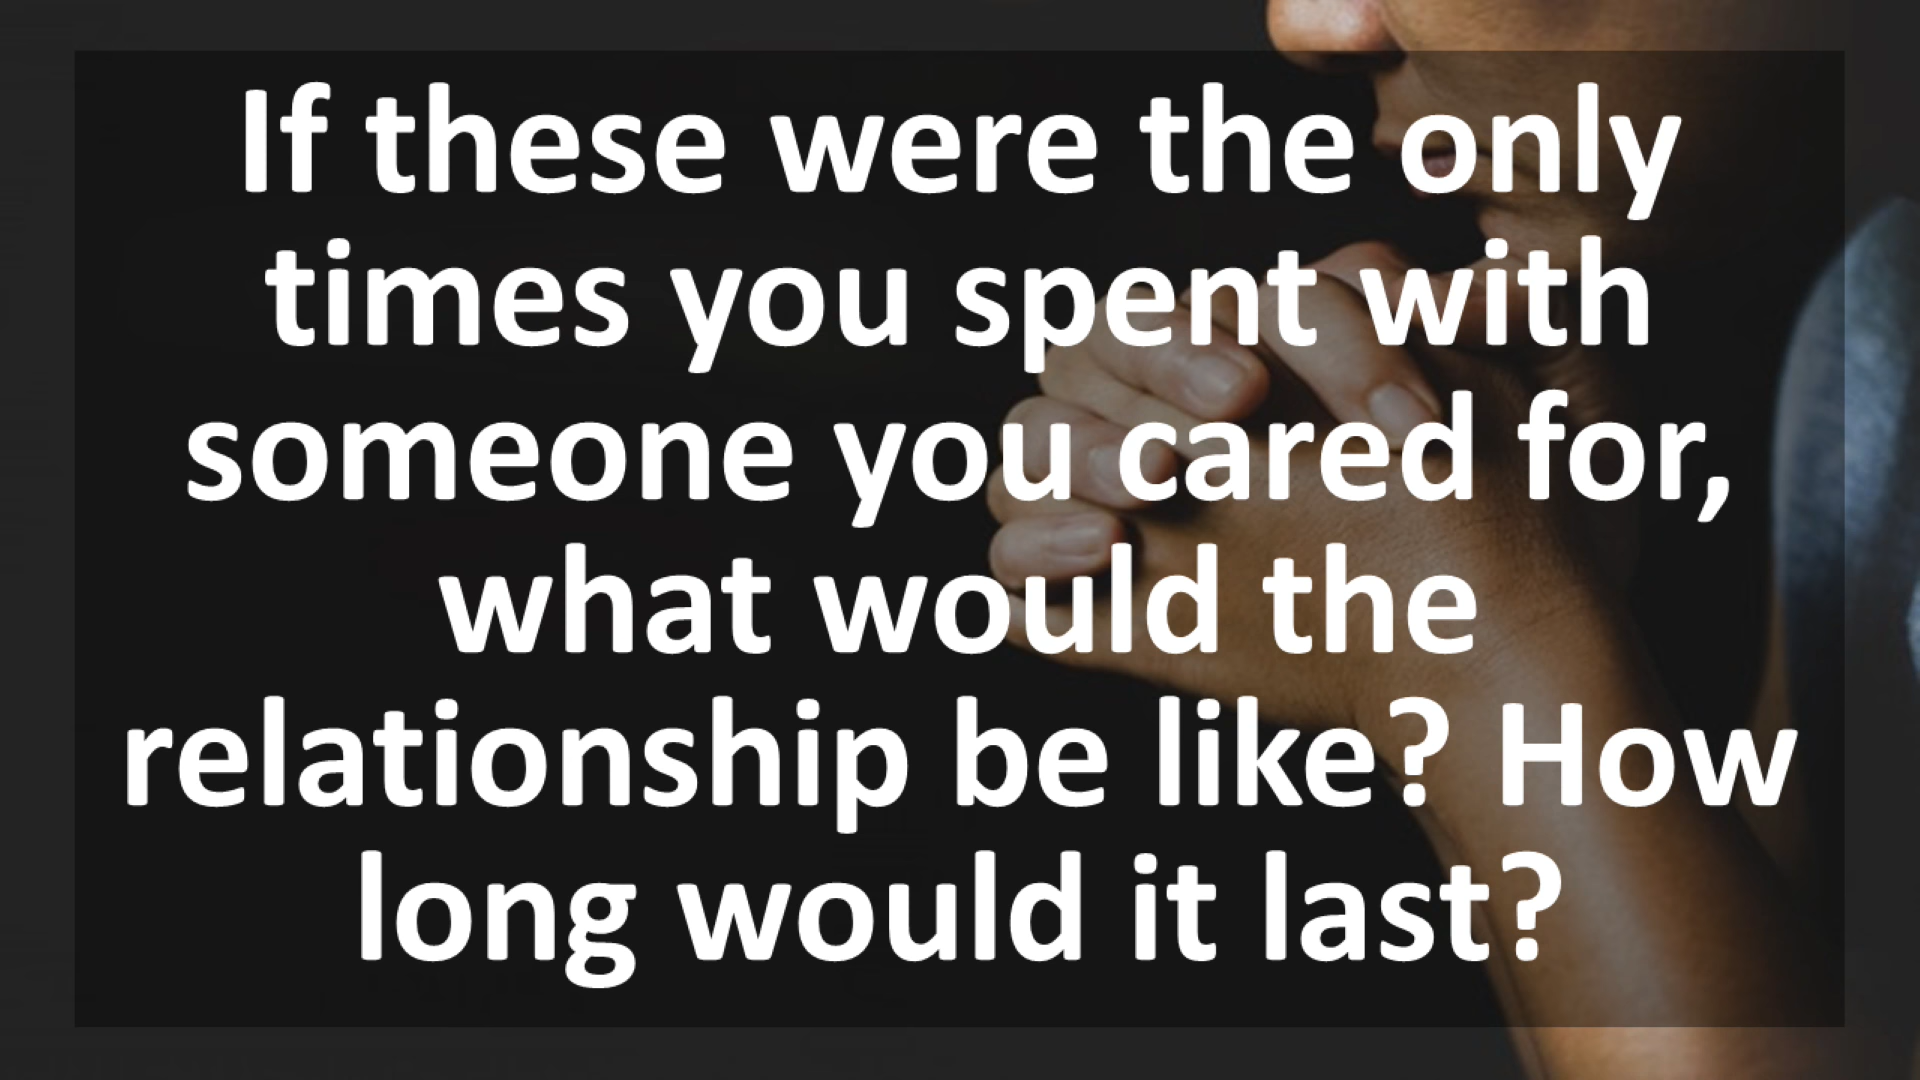 If these were the only
times you spent with
someone you cared for,
what would the
relationship be like? How
long would it last?